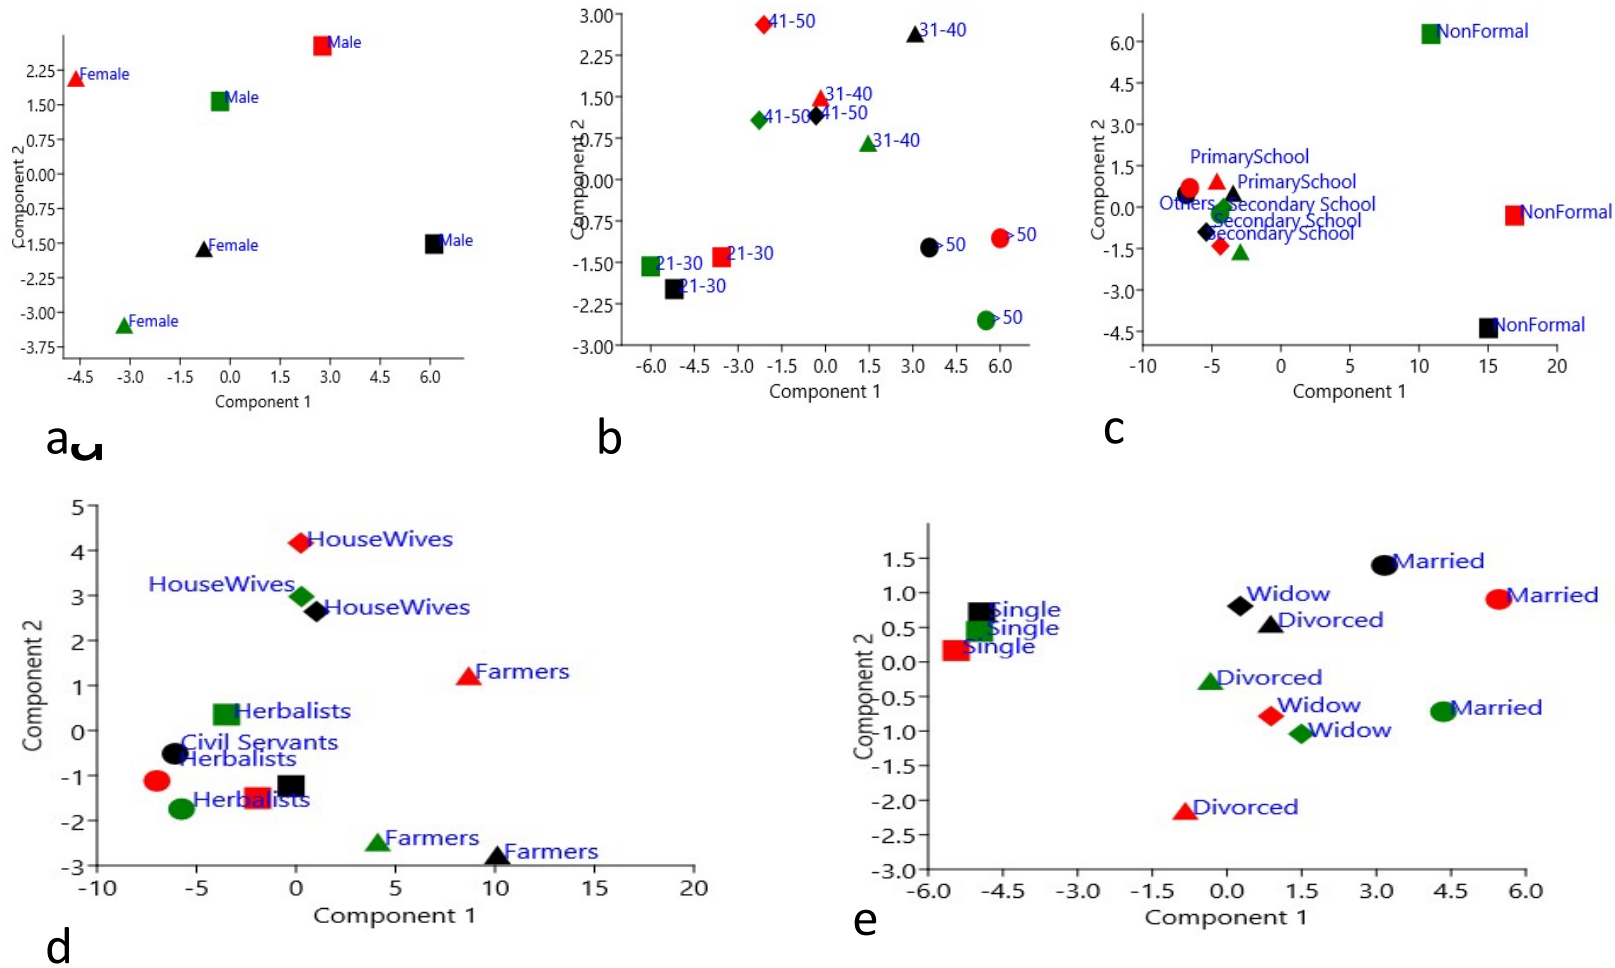 Male
Female
Male
Female
Male
Female
2.25
1.50
0.75
0.00
-0.75
-1.50
-2.25
-3.00
-3.75
Component 2
-4.5 -3.0 -1.5 0.0 1.5 3.0 4.5 6.0
Component 1
a
41-50
31-40
31-40
41-50
41-50
31-40
>50
>50
21-30
21-30
21-30
>50
3.00
2.25
1.50
0.75
0.00
-0.75
-1.50
-2.25
-3.00
Component 2
-6.0 -4.5 -3.0 -1.5 0.0 1.5 3.0 4.5 6.0
Component 1
b
NonFormal
PrimarySchool
PrimarySchool
Others
Secondary School
Secondary School
Secondary School
NonFormal
NonFormal
6.0
4.5
3.0
1.5
0.0
-1.5
-3.0
-4.5
Component 2
-10 -5 0 5 10 15 20
Component 1
c
HouseWives
HouseWives
HouseWives
Farmers
Herbalists
Civil Servants
Herbalists
Herbalists
Farmers
Farmers
5
4
3
2
1
0
-1
-2
-3
Component 2
-10 -5 0 5 10 15 20
Component 1
d
Married
Widow
Married
Single
Divorced
Single
Single
Divorced
Widow
Married
Widow
Divorced
1.5
1.0
0.5
0.0
-0.5
-1.0
-1.5
-2.0
-2.5
-3.0
Component 2
-6.0 -4.5 -3.0 -1.5 0.0 1.5 3.0 4.5 6.0
Component 1
e